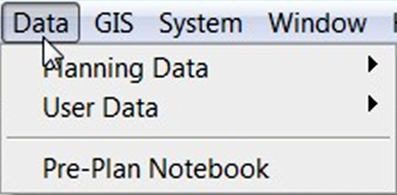 Data GIS System Window
Planning Data
User Data
Pre-Plan Notebook